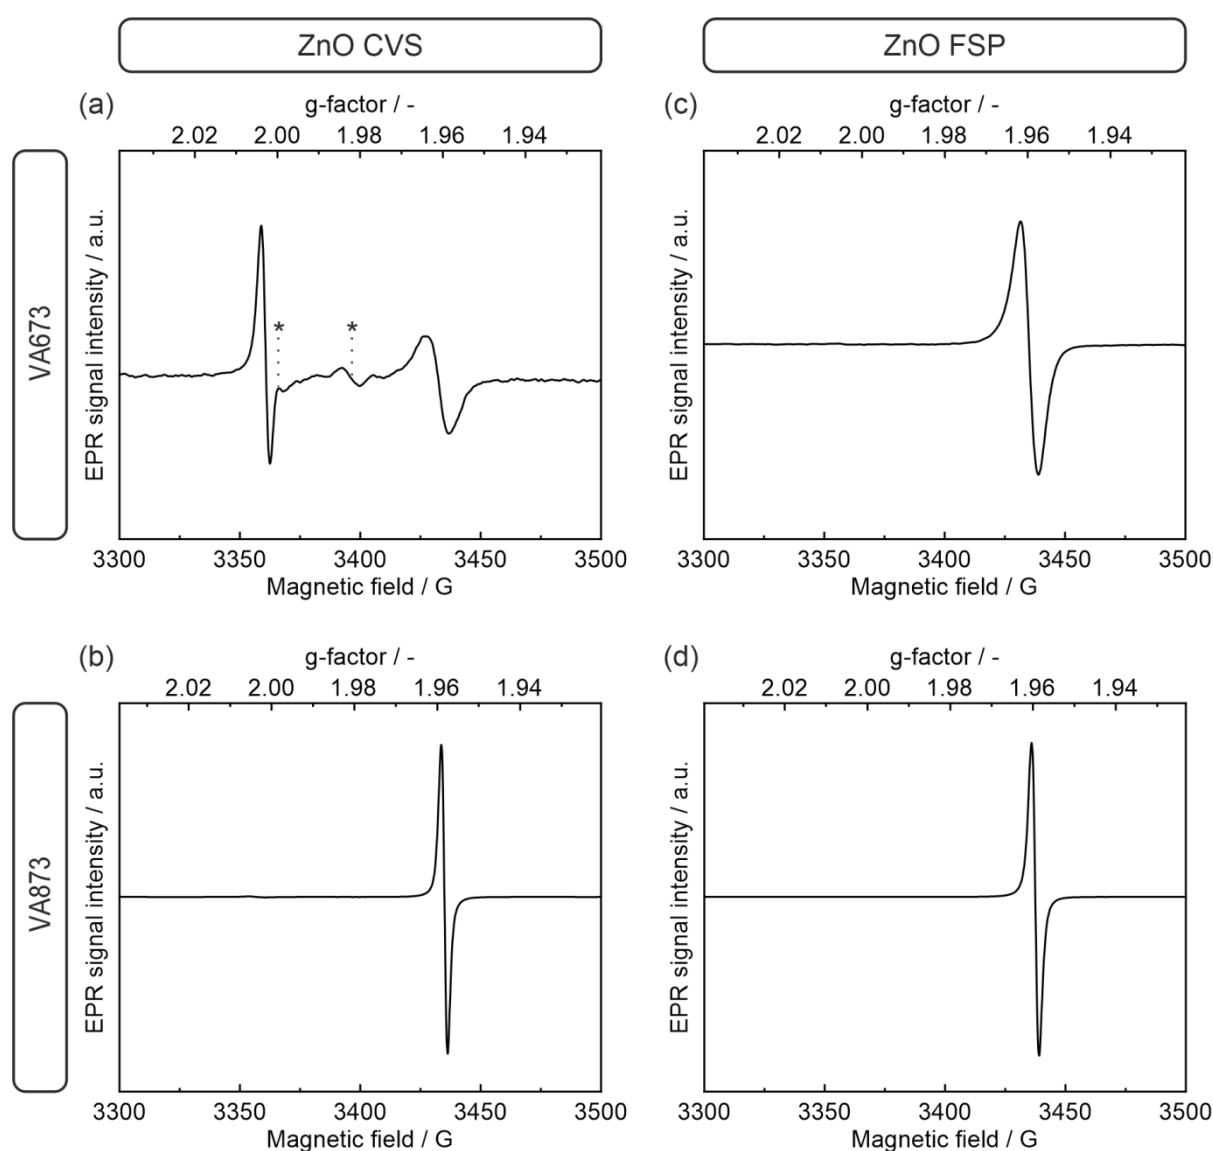 ZnO CVS
ZnO FSP
(a)
g-factor / -
2.02 2.00 1.98 1.96 1.94
VA673
EPR signal intensity / a.u.
*
*
3300 3350 3400 3450 3500
Magnetic field / G
(c)
g-factor / -
2.02 2.00 1.98 1.96 1.94
EPR signal intensity / a.u.
3300 3350 3400 3450 3500
Magnetic field / G
(b)
g-factor / -
2.02 2.00 1.98 1.96 1.94
VA873
EPR signal intensity / a.u.
3300 3350 3400 3450 3500
Magnetic field / G
(d)
g-factor / -
2.02 2.00 1.98 1.96 1.94
EPR signal intensity / a.u.
3300 3350 3400 3450 3500
Magnetic field / G